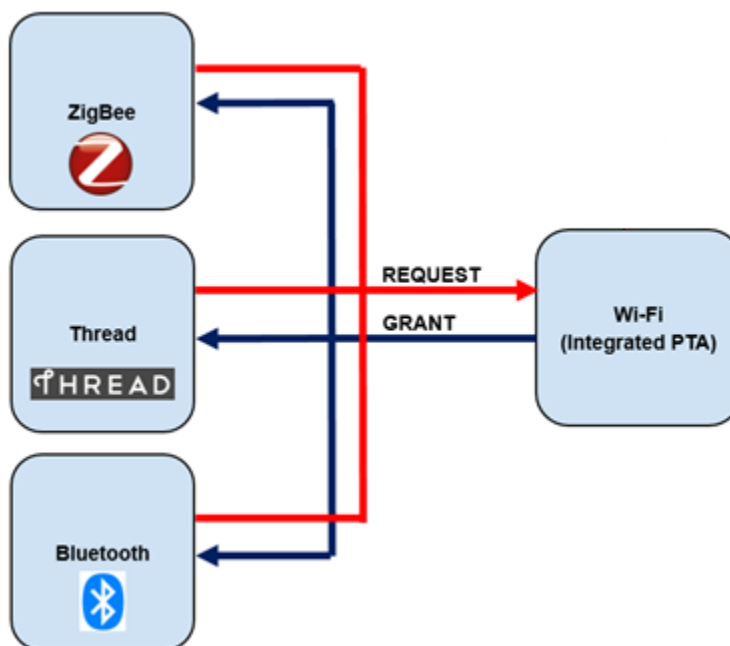 ZigBee
Thread
THREAD
Bluetooth
REQUEST
GRANT
Wi-Fi
(Integrated PTA)